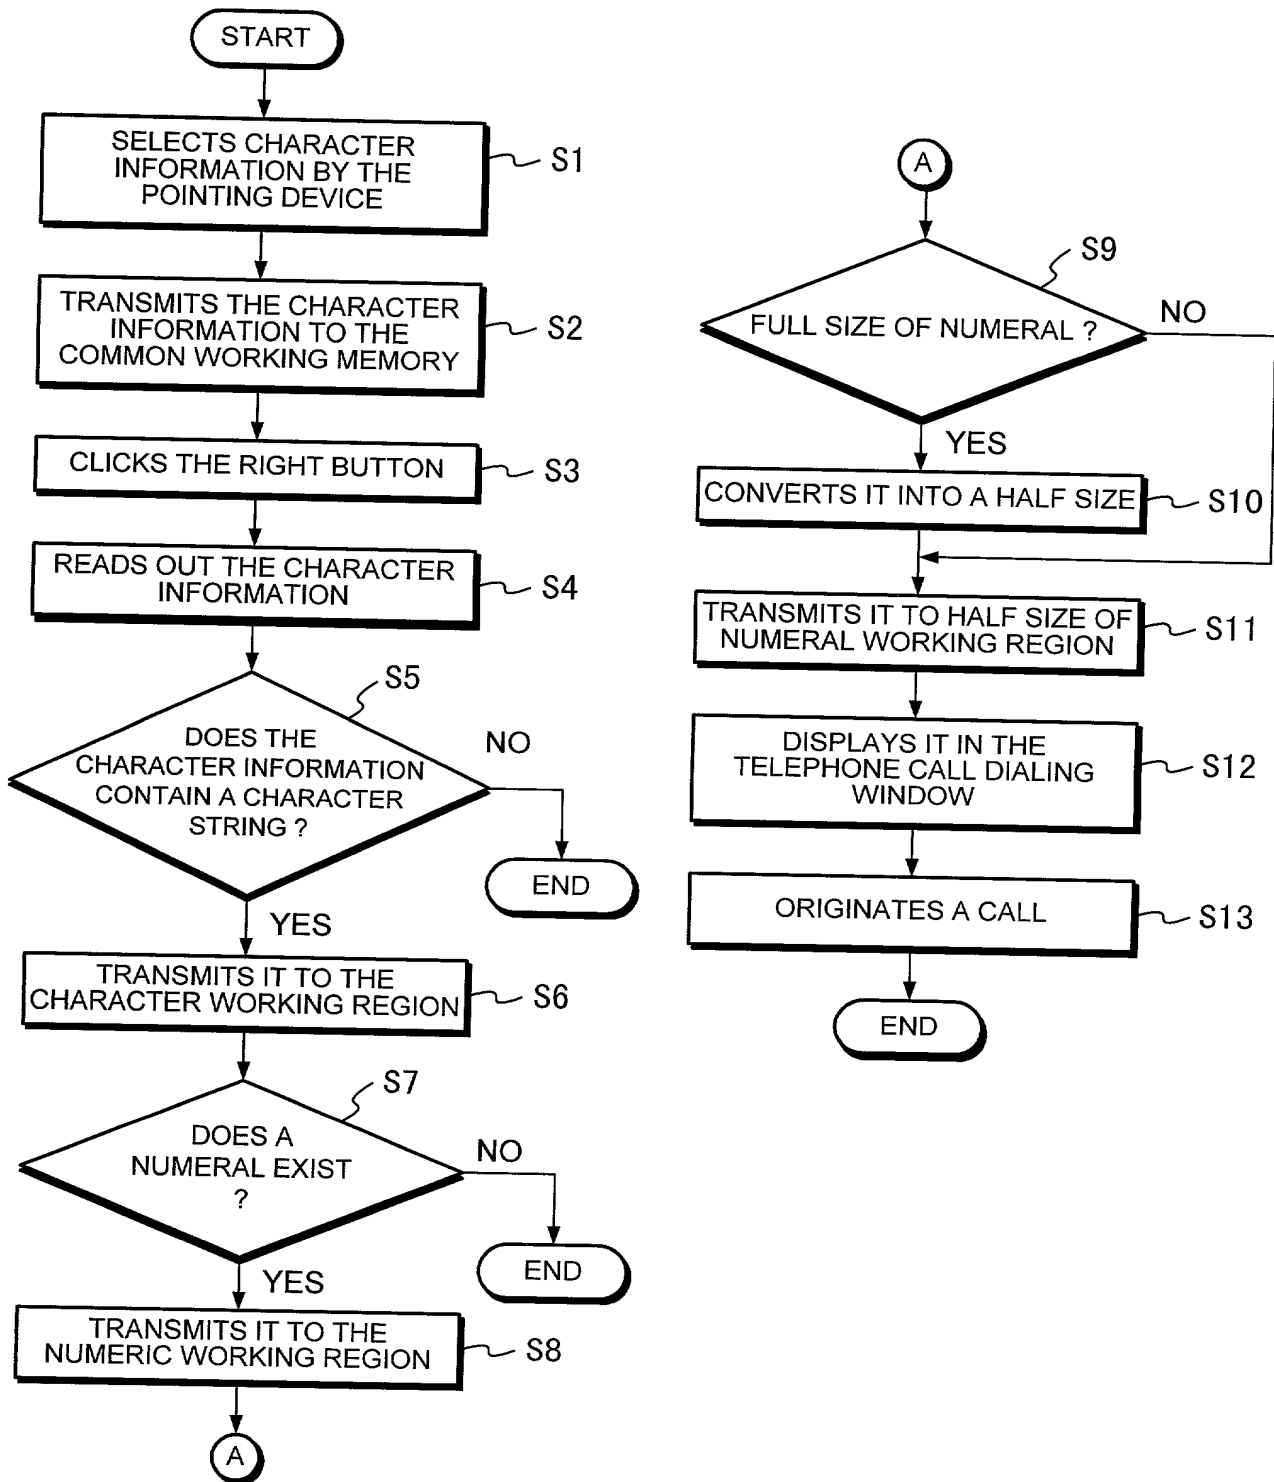 START
SELECTS CHARACTER
INFORMATION BY THE
POINTING DEVICE
S1
TRANSMITS THE CHARACTER
INFORMATION TO THE
COMMON WORKING MEMORY
S2
CLICKS THE RIGHT BUTTON
S3
READS OUT THE CHARACTER
INFORMATION
S4
S5
DOES THE
CHARACTER INFORMATION
CONTAIN A CHARACTER
STRING ?
NO
END
YES
TRANSMITS IT TO THE
CHARACTER WORKING REGION
S6
S7
DOES A
NUMERAL EXIST
?
NO
END
YES
TRANSMITS IT TO THE
NUMERIC WORKING REGION
S8
A
A
S9
FULL SIZE OF NUMERAL ?
NO
YES
CONVERTS IT INTO A HALF SIZE
S10
TRANSMITS IT TO HALF SIZE OF
NUMERAL WORKING REGION
S11
DISPLAYS IT IN THE
TELEPHONE CALL DIALING
WINDOW
S12
ORIGINATES A CALL
S13
END